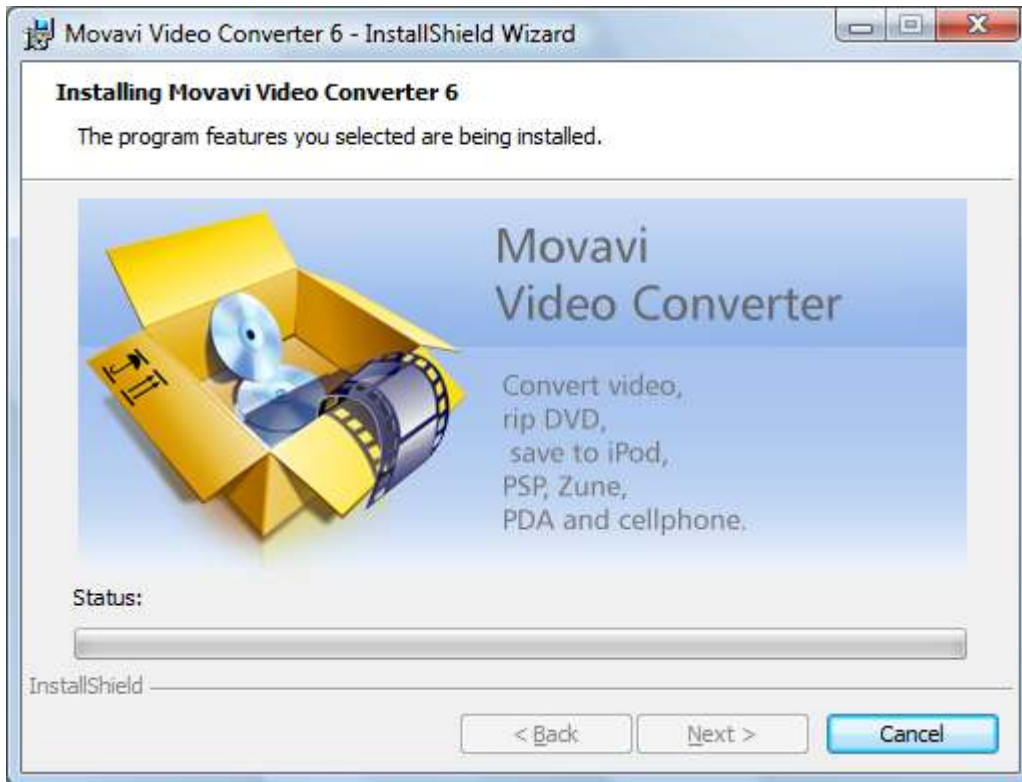 Movavi Video Converter 6 - InstallShield Wizard
Installing Movavi Video Converter 6
The program features you selected are being installed.
Movavi
Video Converter
Convert video,
rip DVD,
save to iPod,
PSP, Zune,
PDA and cellphone.
Status:
InstallShield
< Back Next > Cancel